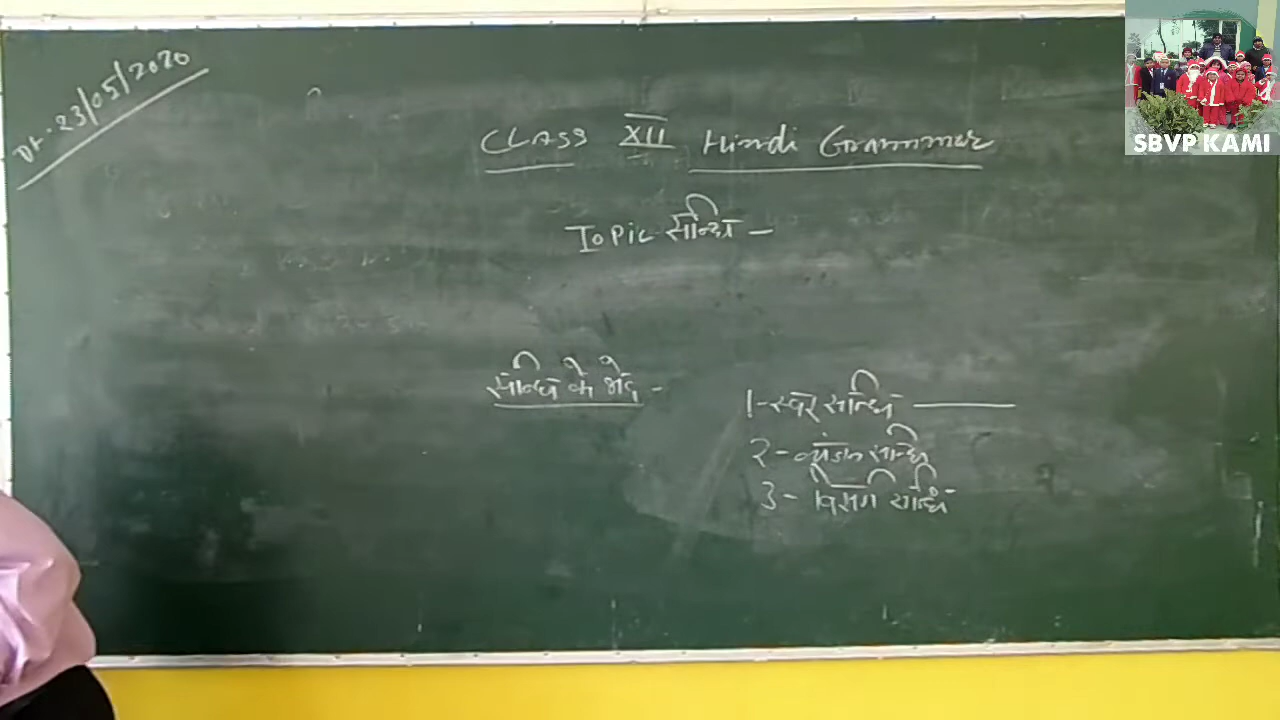 Dt. 23/05/2020
SBVP KAMI
CLASS XII Hindi Grammar
Topic सन्धि -
सन्धि के भेद -
1- स्वर सन्धि -
2- व्यंजन सन्धि
3- विसर्ग सन्धि